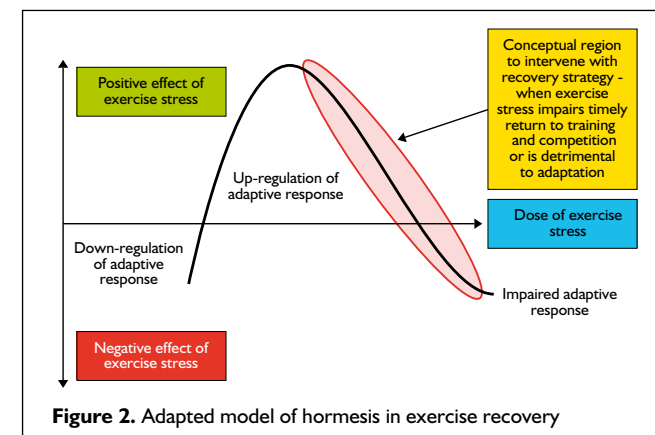 Positive effect of
exercise stress
Conceptual region
to intervene with
recovery strategy -
when exercise
stress impairs timely
return to training
and competition
or is detrimental
to adaptation
Up-regulation of
adaptive response
Dose of exercise
stress
Down-regulation
of adaptive
response
Impaired adaptive
response
Negative effect of
exercise stress
Figure 2. Adapted model of hormesis in exercise recovery